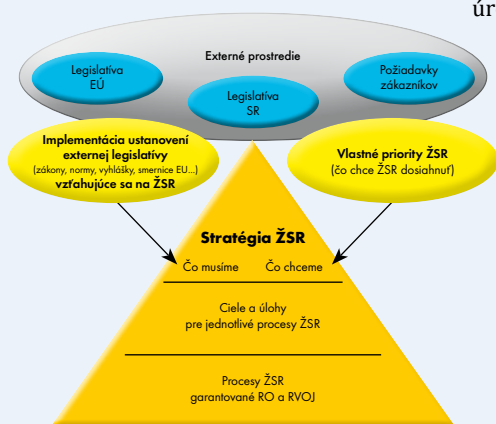 úr
Externé prostredie
Legislatíva
EÚ
Legislatíva
SR
Požiadavky
zákazníkov
Implementácia ustanovení
externej legislatívy
(zákony, normy, vyhlášky, smernice EU...)
vzťahujúce sa na ŽSR
Vlastné priority ŽSR
(čo chce ŽSR dosiahnuť)
Stratégia ŽSR
Čo musíme Čo chceme
Ciele a úlohy
pre jednotlivé procesy ŽSR
Procesy ŽSR
garantované RO a RVOJ